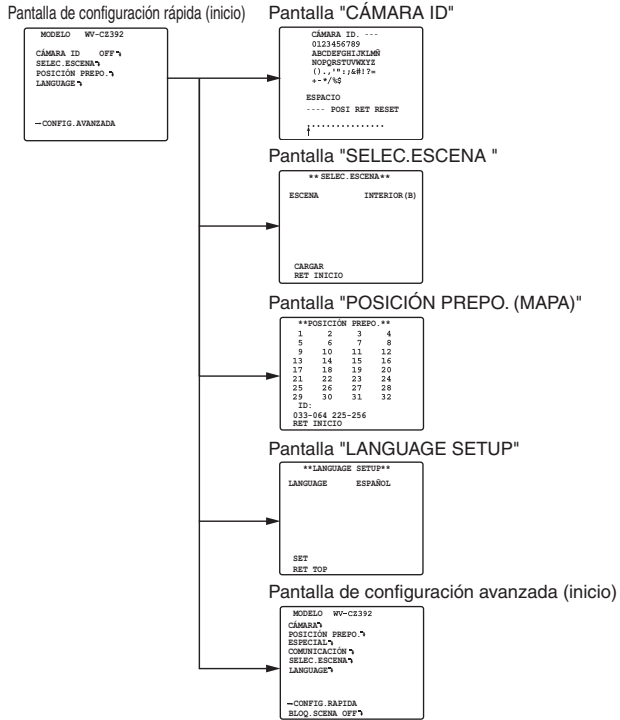 Pantalla de configuración rápida (inicio)
MODELO WV-CZ392
CÁMARA ID OFF
SELEC.ESCENA
POSICIÓN PREPO.
LANGUAGE
CONFIG.AVANZADA
Pantalla "CÁMARA ID"
CÁMARA ID. ---
0123456789
ABCDEFGHIJKLMÑ
NOPQRSTUVWXYZ
().,'":;&#!?=
+-*/%$
ESPACIO
---- POSI RET RESET
................
Pantalla "SELEC.ESCENA "
** SELEC.ESCENA**
ESCENA INTERIOR(B)
CARGAR
RET INICIO
Pantalla "POSICIÓN PREPO. (MAPA)"
**POSICIÓN PREPO.**
1 2 3 4
5 6 7 8
9 10 11 12
13 14 15 16
17 18 19 20
21 22 23 24
25 26 27 28
29 30 31 32
ID:
033-064 225-256
RET INICIO
Pantalla "LANGUAGE SETUP"
**LANGUAGE SETUP**
LANGUAGE ESPAÑOL
SET
RET TOP
Pantalla de configuración avanzada (inicio)
MODELO WV-CZ392
CÁMARA
POSICIÓN PREPO.
ESPECIAL
COMUNICACIÓN
SELEC.ESCENA
LANGUAGE
CONFIG.RAPIDA
BLOQ.SCENA OFF